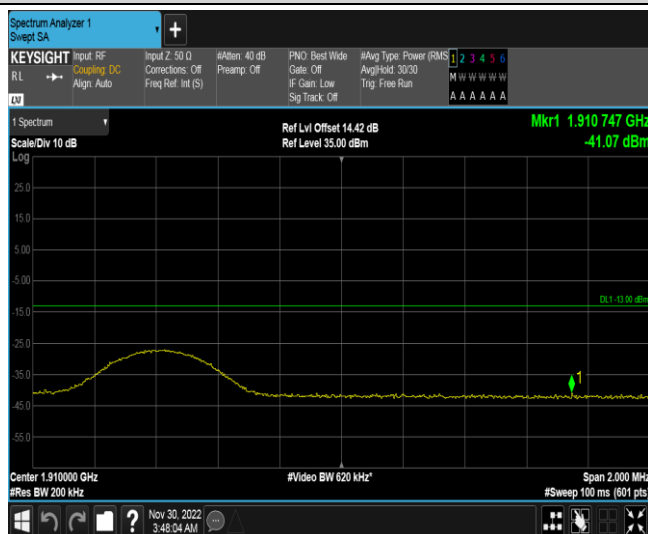 Spectrum Analyzer 1
Swept SA
KEYSIGHT
RL
Input: RF
Coupling: DC
Align: Auto
Input Z: 50 Ω
Corrections: Off
Freq Ref: Int (S)
#Atten: 40 dB
Preamp: Off
PNO: Best Wide
Gate: Off
IF Gain: Low
Sig Track: Off
#Avg Type: Power (RMS
Avg|Hold: 30/30
Trig: Free Run
1 2 3 4 5 6
M W W W W W
A A A A A A
LXI
1 Spectrum
Scale/Div 10 dB
Ref Lvl Offset 14.42 dB
Ref Level 35.00 dBm
Mkr1 1.910 747 GHz
-41.07 dBm
Log
25.0
15.0
5.00
-5.00
DL1 -13.00 dBm
-15.0
-25.0
-35.0
1
-45.0
-55.0
Center 1.910000 GHz
#Res BW 200 kHz
#Video BW 620 kHz*
Span 2.000 MHz
#Sweep 100 ms (601 pts)
?
Nov 30, 2022
3:48:04 AM